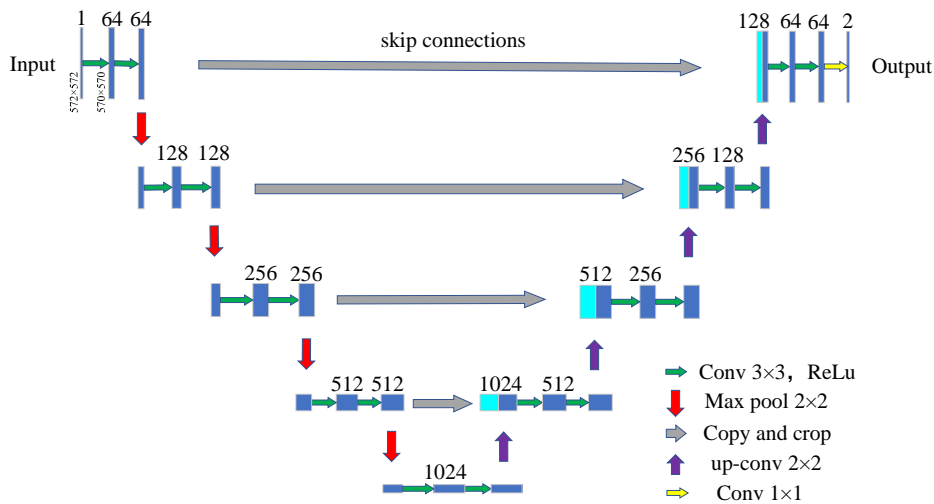 1 64 64
128 64 64 2
skip connections
Input
Output
572×572
570×570
128 128
256 128
256 256
512 256
512 512
1024 512
1024
Conv 3×3，ReLu
Max pool 2×2
Copy and crop
up-conv 2×2
Conv 1×1